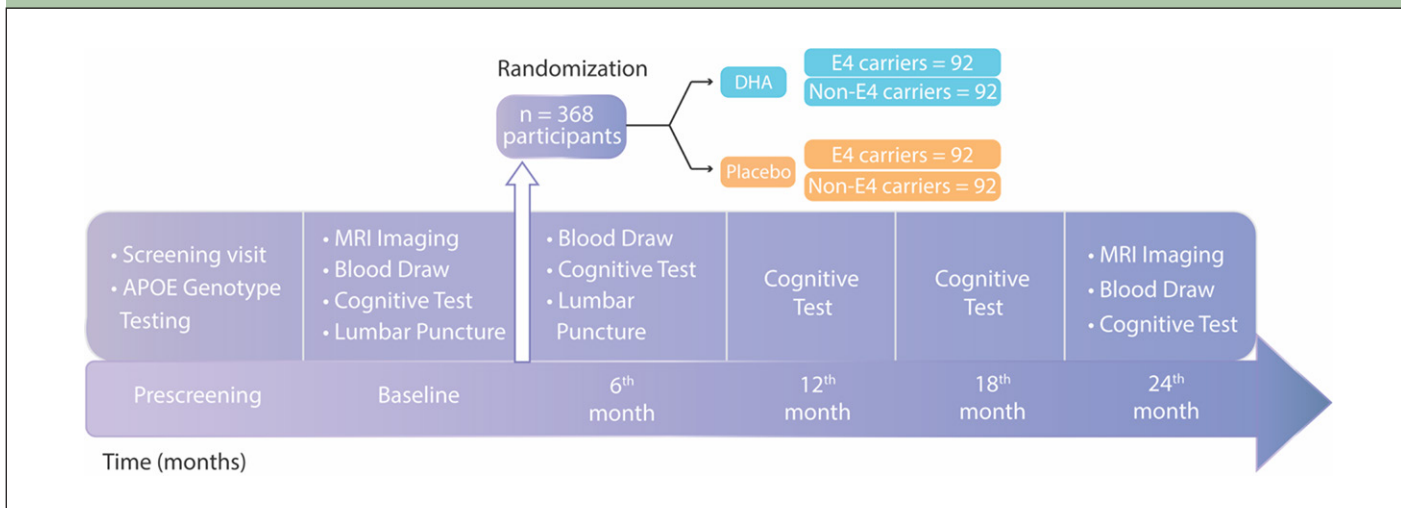 Randomization
n = 368
participants
DHA
E4 carriers = 92
Non-E4 carriers = 92
Placebo
E4 carriers = 92
Non-E4 carriers = 92
• Screening visit
• APOE Genotype
Testing
• MRI Imaging
• Blood Draw
• Cognitive Test
• Lumbar Puncture
• Blood Draw
• Cognitive Test
• Lumbar
Puncture
Cognitive
Test
Cognitive
Test
• MRI Imaging
• Blood Draw
• Cognitive Test
Prescreening
Baseline
6th
month
12th
month
18th
month
24th
month
Time (months)